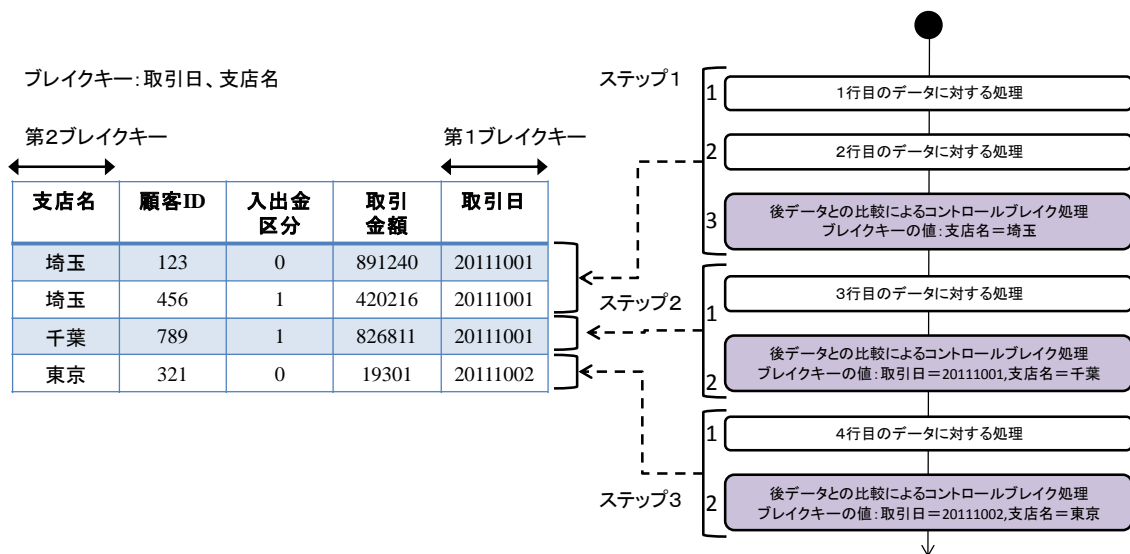 ブレイクキー:取引日、支店名
第2ブレイクキー
第1ブレイクキー
支店名 顧客ID 入出金区分 取引金額 取引日
埼玉 123 0 891240 20111001
埼玉 456 1 420216 20111001
千葉 789 1 826811 20111001
東京 321 0 19301 20111002
ステップ1
1
1行目のデータに対する処理
2
2行目のデータに対する処理
3
後データとの比較によるコントロールブレイク処理
ブレイクキーの値:支店名=埼玉
ステップ2
1
3行目のデータに対する処理
2
後データとの比較によるコントロールブレイク処理
ブレイクキーの値:取引日=20111001,支店名=千葉
ステップ3
1
4行目のデータに対する処理
2
後データとの比較によるコントロールブレイク処理
ブレイクキーの値:取引日=20111002,支店名=東京